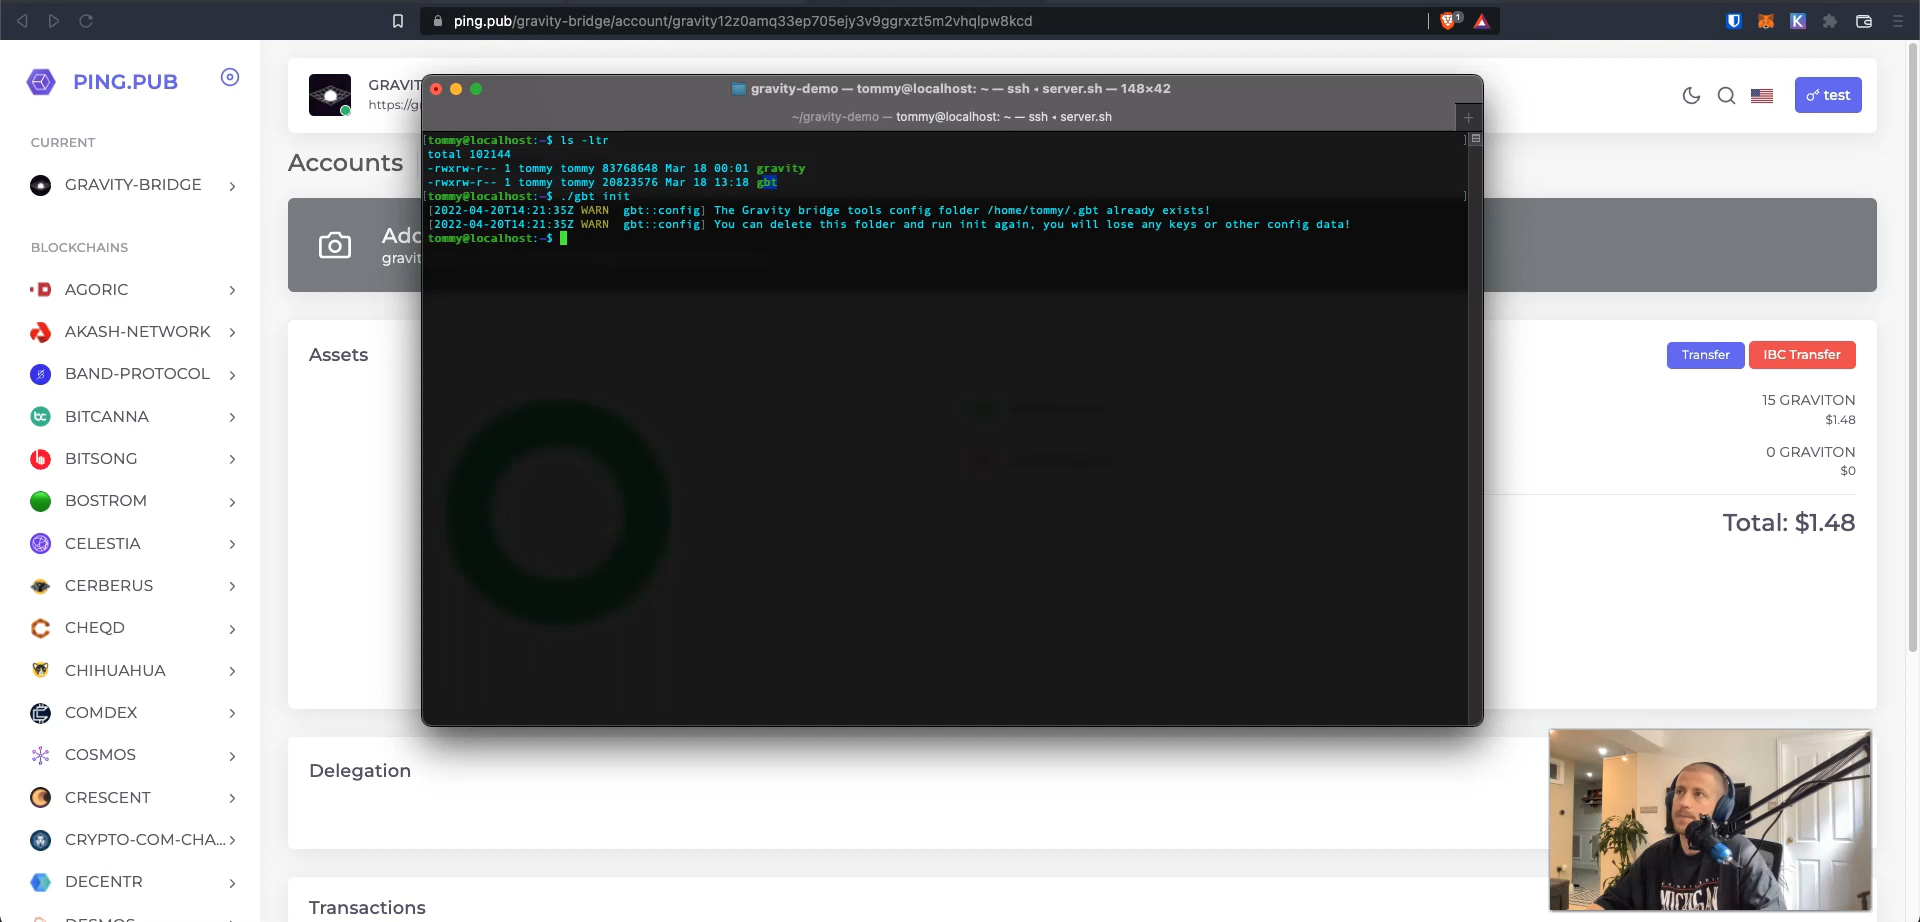 ping.pub/gravity-bridge/account/gravity12z0amq33ep705ejy3v9ggrxzt5m2vhqlpw8kcd
1
K
PING.PUB
CURRENT
GRAVITY-BRIDGE
BLOCKCHAINS
AGORIC
AKASH-NETWORK
BAND-PROTOCOL
BITCANNA
BITSONG
BOSTROM
CELESTIA
CERBERUS
CHEQD
CHIHUAHUA
COMDEX
COSMOS
CRESCENT
CRYPTO-COM-CHA...
DECENTR
GRAVIT
https://gr
test
Accounts
Add
gravit
gravity-demo — tommy@localhost: ~ — ssh ◂ server.sh — 148×42
~/gravity-demo — tommy@localhost: ~ — ssh ◂ server.sh
[tommy@localhost:~$ ls -ltr ]
total 102144
-rwxrw-r-- 1 tommy tommy 83768648 Mar 18 00:01 gravity
-rwxrw-r-- 1 tommy tommy 20823576 Mar 18 13:18 gbt
[tommy@localhost:~$ ./gbt init ]
[2022-04-20T14:21:35Z WARN  gbt::config] The Gravity bridge tools config folder /home/tommy/.gbt already exists!
[2022-04-20T14:21:35Z WARN  gbt::config] You can delete this folder and run init again, you will lose any keys or other config data!
tommy@localhost:~$
Assets
Transfer
IBC Transfer
15 GRAVITON
$1.48
0 GRAVITON
$0
Total: $1.48
Delegation
Transactions
MICHIGAN